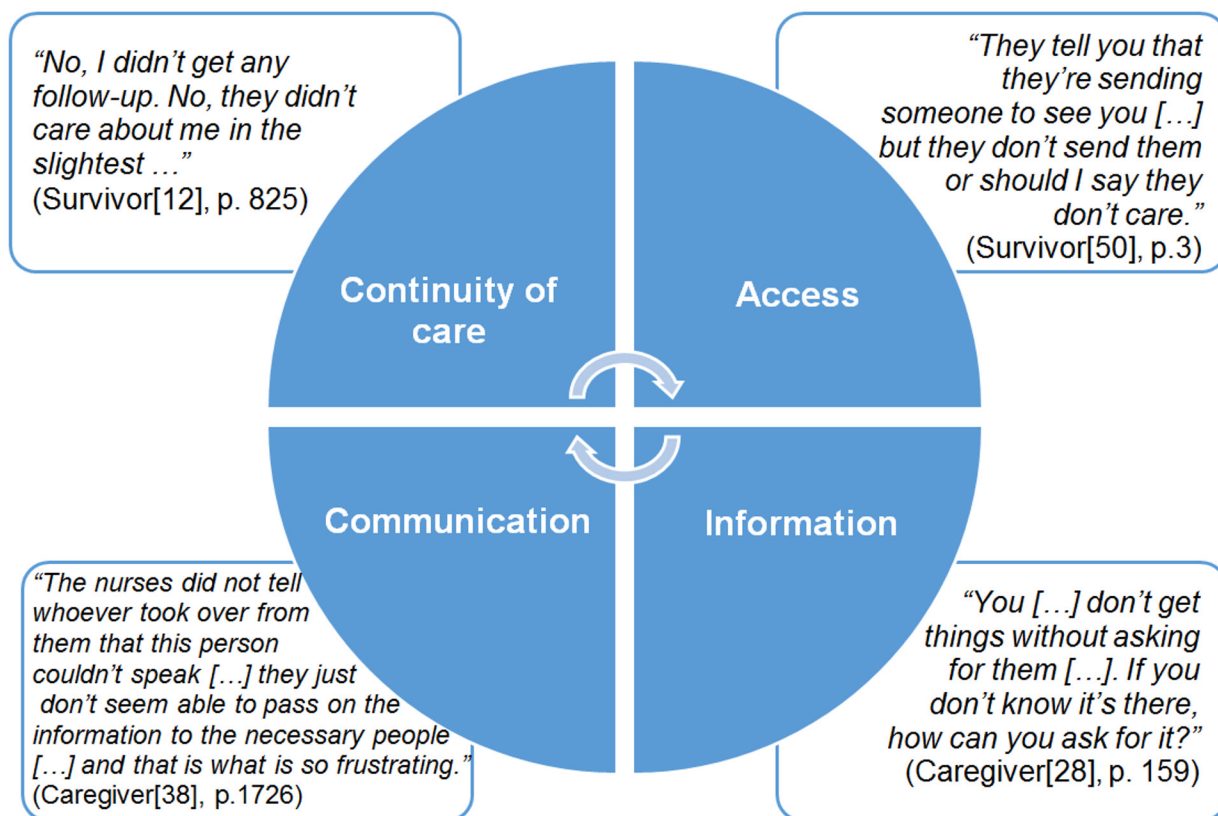 “No, I didn’t get any
follow-up. No, they didn’t
care about me in the
slightest …”
(Survivor[12], p. 825)
“They tell you that
they’re sending
someone to see you […]
but they don’t send them
or should I say they
don’t care.”
(Survivor[50], p.3)
Continuity of
care
Access
Communication
Information
“The nurses did not tell
whoever took over from
them that this person
couldn’t speak […] they just
don’t seem able to pass on the
information to the necessary people
[…] and that is what is so frustrating.”
(Caregiver[38], p.1726)
“You […] don’t get
things without asking
for them […]. If you
don’t know it’s there,
how can you ask for it?”
(Caregiver[28], p. 159)